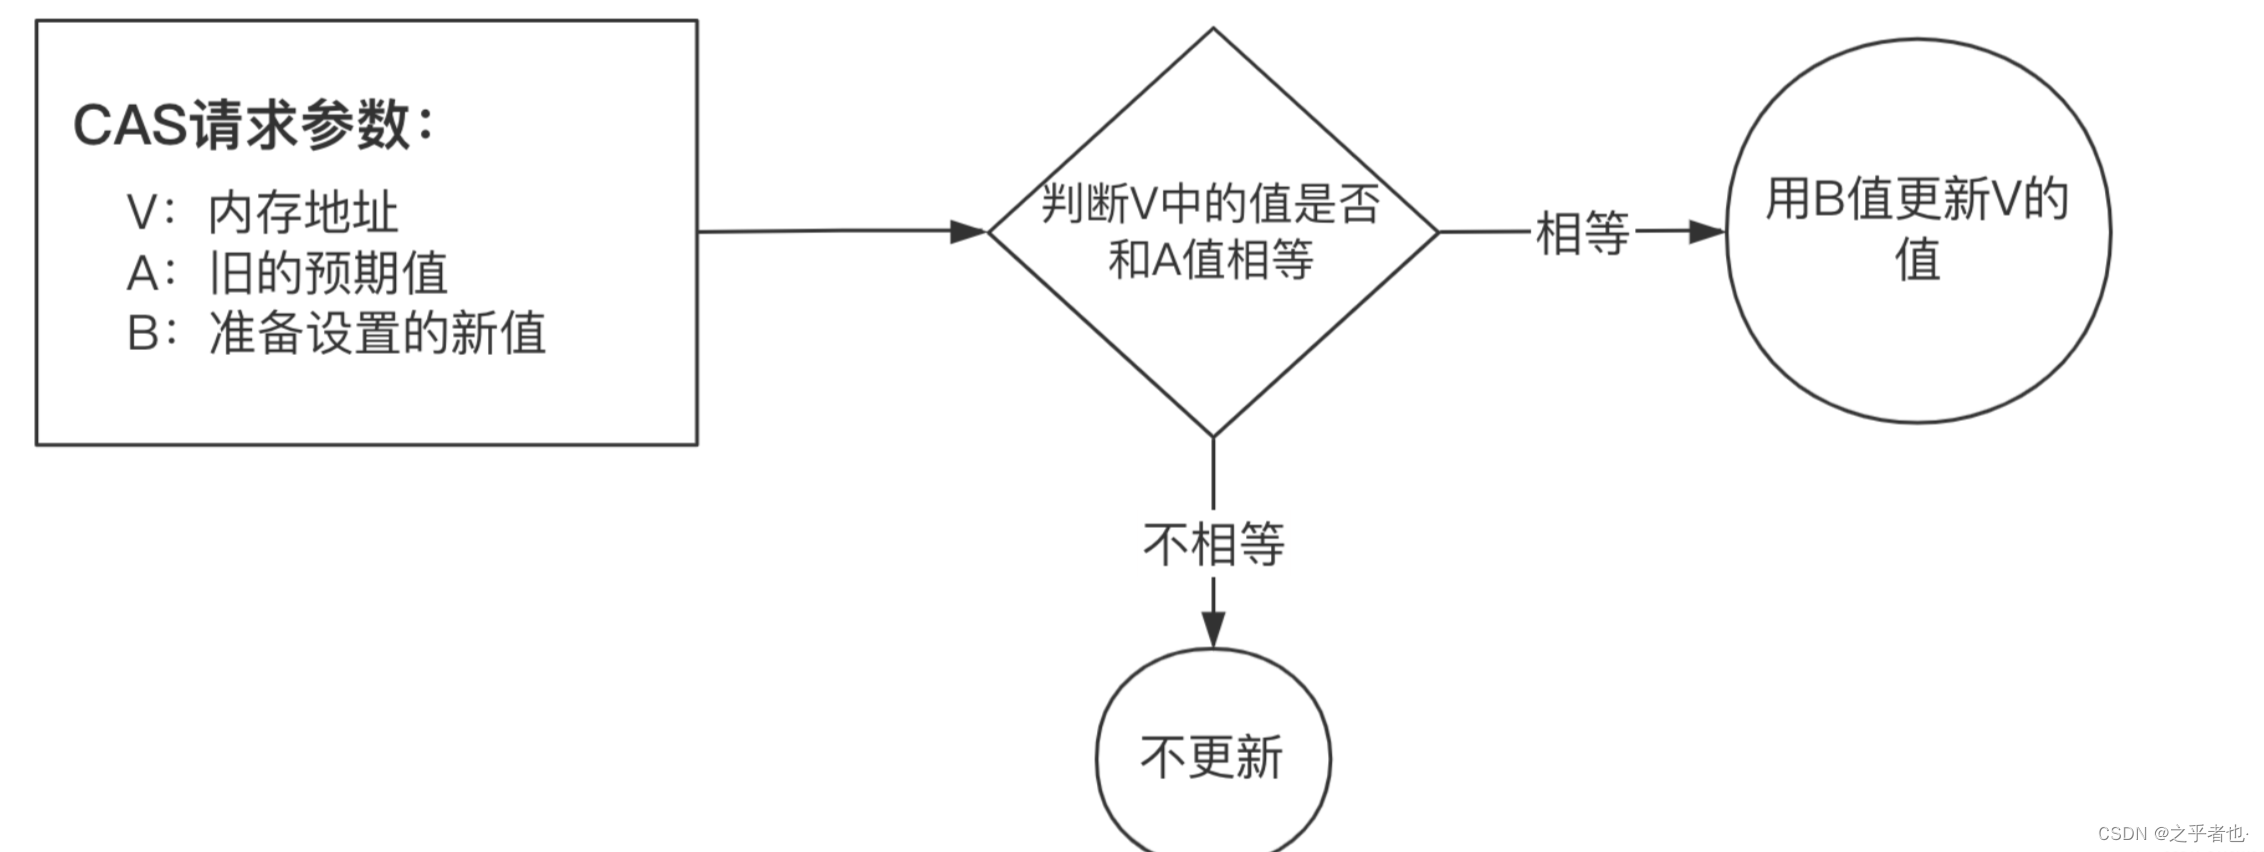 CAS请求参数：
V：内存地址
A：旧的预期值
B：准备设置的新值
判断V中的值是否
和A值相等
相等
用B值更新V的
值
不相等
不更新
CSDN @之乎者也·